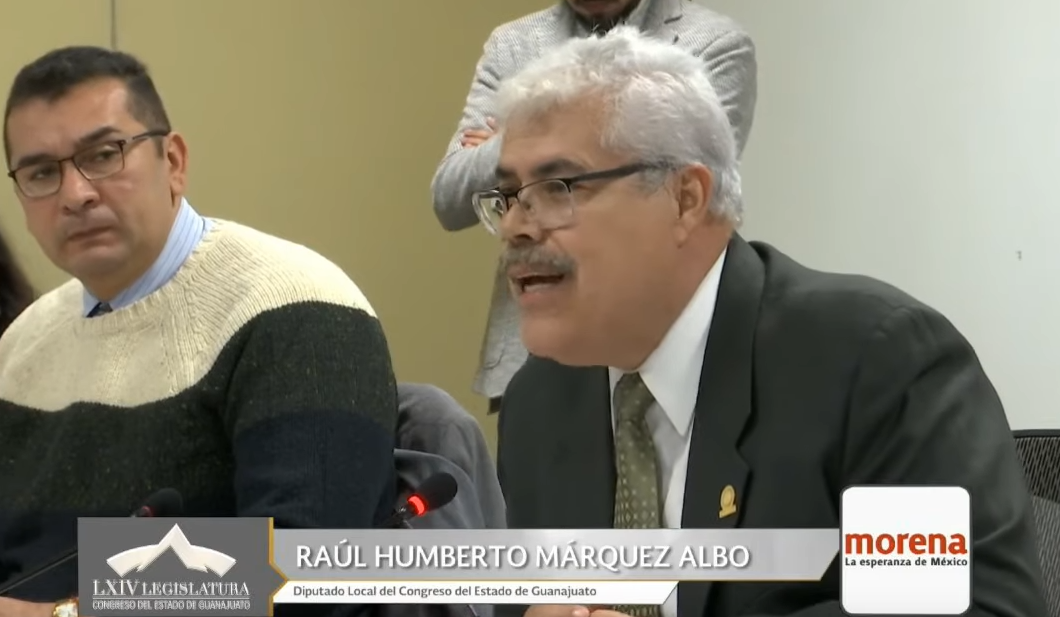 RAÚL HUMBERTO MÁRQUEZ ALBO
Diputado Local del Congreso del Estado de Guanajuato
LXIV LEGISLATURA
CONGRESO DEL ESTADO DE GUANAJUATO
morena
La esperanza de México